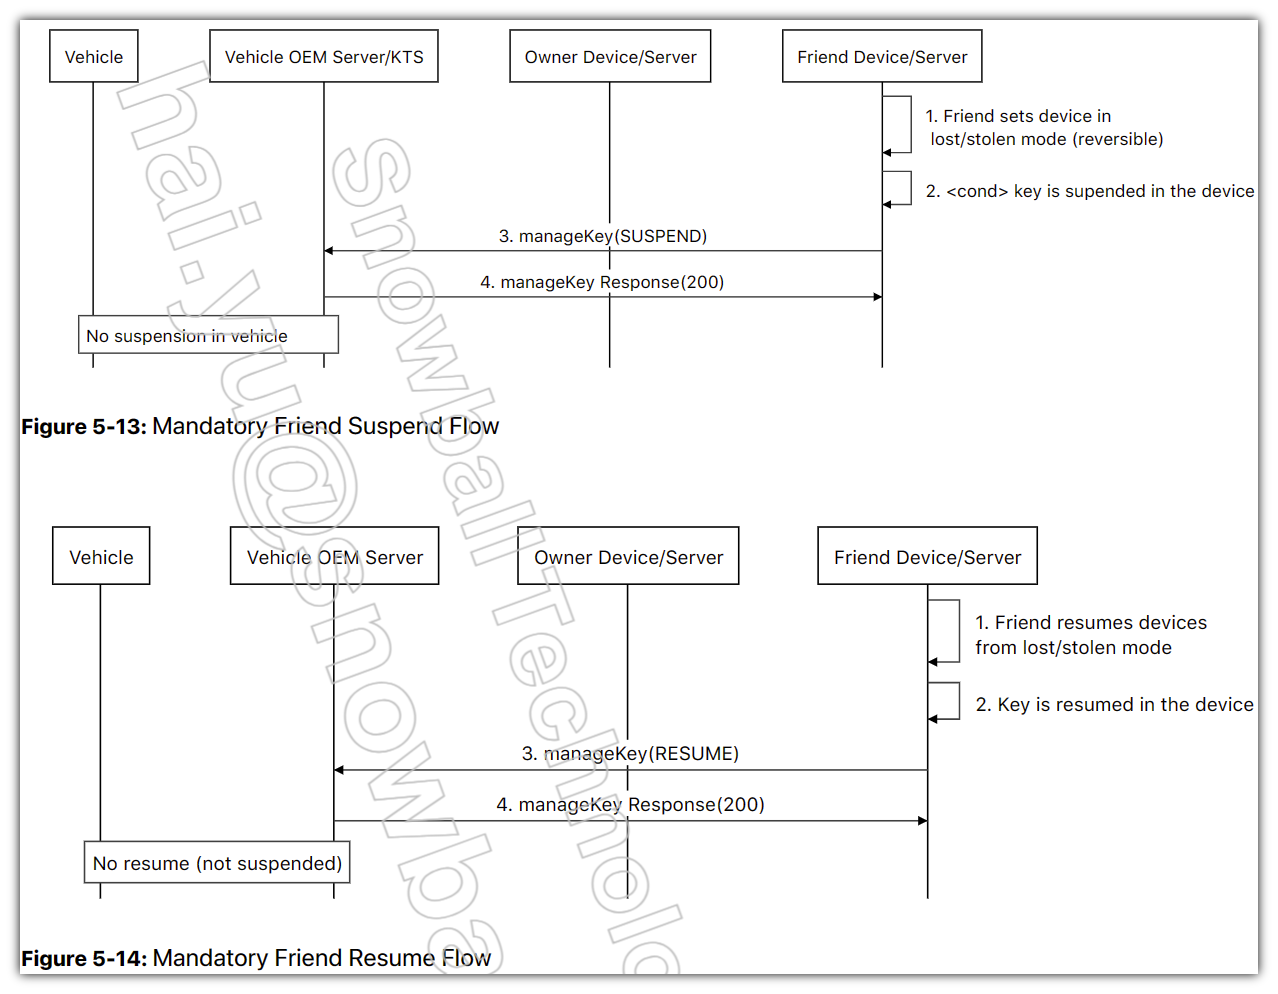 Vehicle
Vehicle OEM Server/KTS
Owner Device/Server
Friend Device/Server
1. Friend sets device in
lost/stolen mode (reversible)
2. <cond> key is supended in the device
3. manageKey(SUSPEND)
4. manageKey Response(200)
No suspension in vehicle
Figure 5-13: Mandatory Friend Suspend Flow
Vehicle
Vehicle OEM Server
Owner Device/Server
Friend Device/Server
1. Friend resumes devices
from lost/stolen mode
2. Key is resumed in the device
3. manageKey(RESUME)
4. manageKey Response(200)
No resume (not suspended)
Figure 5-14: Mandatory Friend Resume Flow
hai.yu@snowba
Snowball Technolo